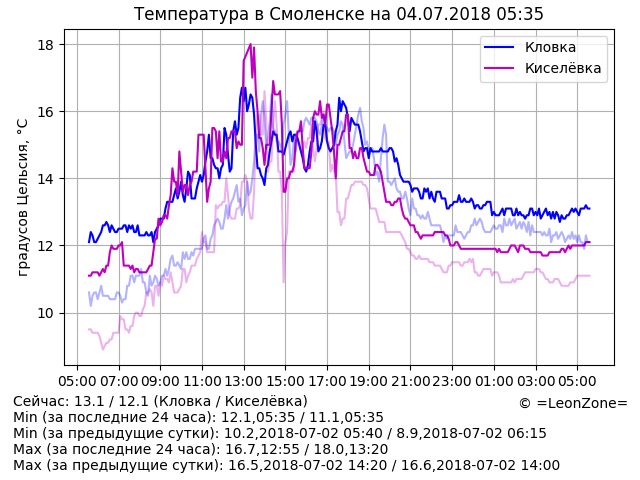 Температура в Смоленске на 04.07.2018 05:35
градусов Цельсия, °C
18
16
14
12
10
Кловка
Киселёвка
05:00 07:00 09:00 11:00 13:00 15:00 17:00 19:00 21:00 23:00 01:00 03:00 05:00
Сейчас: 13.1 / 12.1 (Кловка / Киселёвка)
© =LeonZone=
Min (за последние 24 часа): 12.1,05:35 / 11.1,05:35
Min (за предыдущие сутки): 10.2,2018-07-02 05:40 / 8.9,2018-07-02 06:15
Max (за последние 24 часа): 16.7,12:55 / 18.0,13:20
Max (за предыдущие сутки): 16.5,2018-07-02 14:20 / 16.6,2018-07-02 14:00